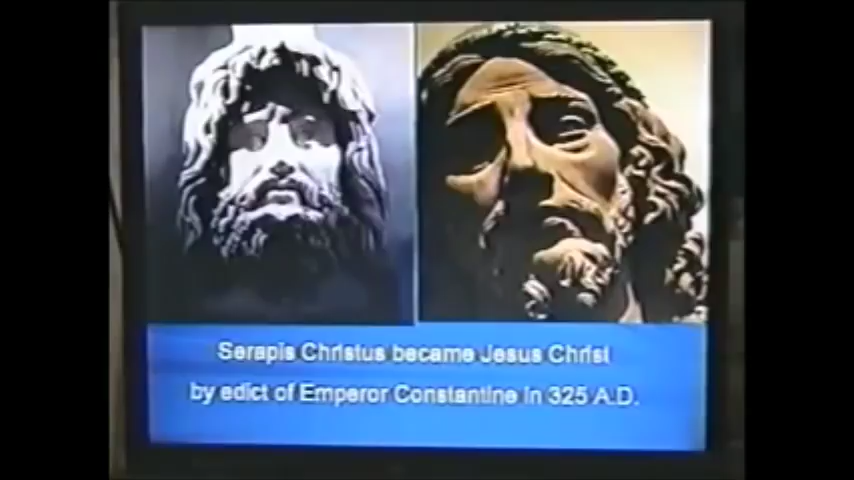 Serapis Christus became Jesus Christ
by edict of Emperor Constantine in 325 A.D.